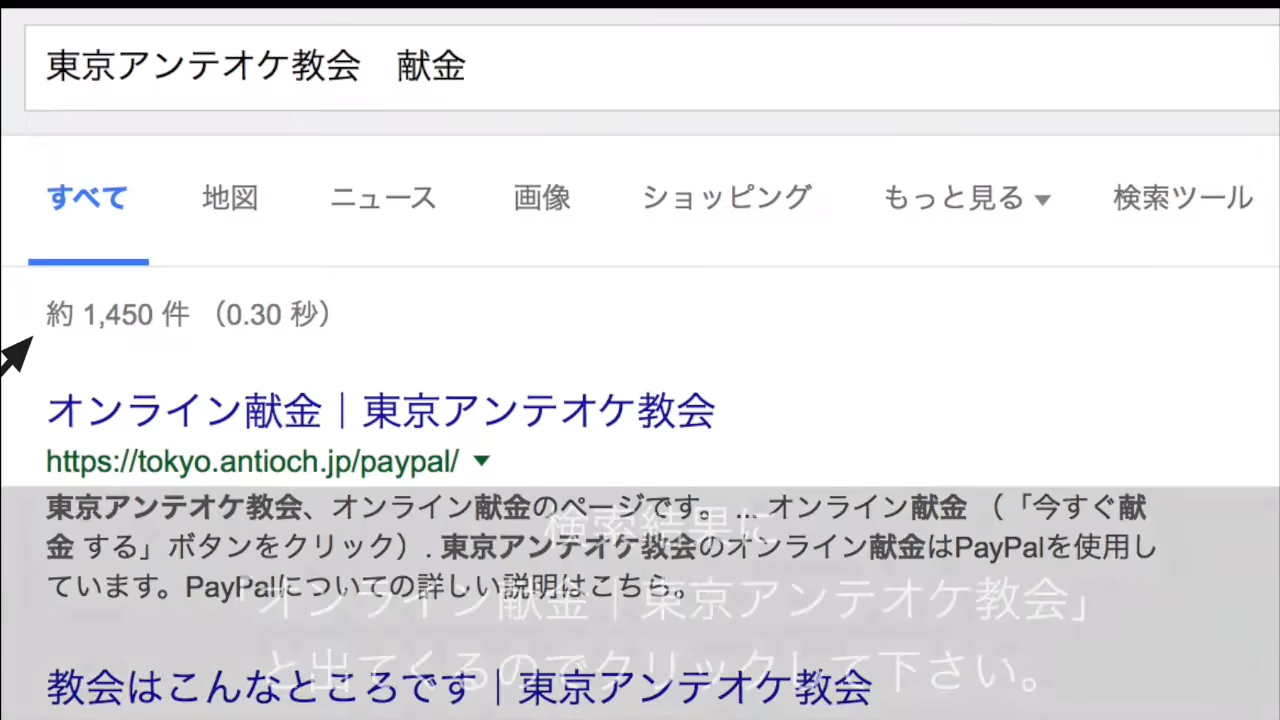 東京アンテオケ教会　献金
すべて 地図 ニュース 画像 ショッピング もっと見る 検索ツール
約 1,450 件 （0.30 秒）
オンライン献金｜東京アンテオケ教会
https://tokyo.antioch.jp/paypal/
東京アンテオケ教会、オンライン献金のページです。 ... オンライン献金 （「今すぐ献
金 する」ボタンをクリック）. 東京アンテオケ教会のオンライン献金はPayPalを使用し
ています。PayPalについての詳しい説明はこちら。
検索結果に
「オンライン献金｜東京アンテオケ教会」
と出てくるのでクリックして下さい。
教会はこんなところです｜東京アンテオケ教会